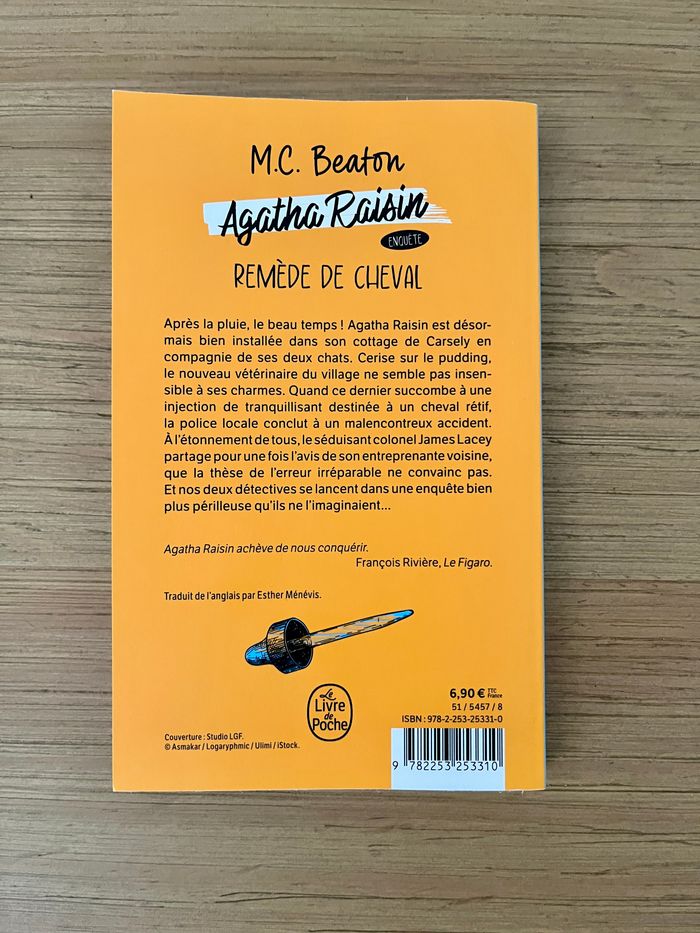 M.C. Beaton
Agatha Raisin
ENQUÊTE
REMÈDE DE CHEVAL
Après la pluie, le beau temps ! Agatha Raisin est désor-
mais bien installée dans son cottage de Carsely en
compagnie de ses deux chats. Cerise sur le pudding,
le nouveau vétérinaire du village ne semble pas insen-
sible à ses charmes. Quand ce dernier succombe à une
injection de tranquillisant destinée à un cheval rétif,
la police locale conclut à un malencontreux accident.
À l'étonnement de tous, le séduisant colonel James Lacey
partage pour une fois l'avis de son entreprenante voisine,
que la thèse de l'erreur irréparable ne convainc pas.
Et nos deux détectives se lancent dans une enquête bien
plus périlleuse qu'ils ne l'imaginaient...
Agatha Raisin achève de nous conquérir.
François Rivière, Le Figaro.
Traduit de l'anglais par Esther Ménévis.
Le
Livre
de
Poche
6,90 € TTC
France
51 / 5457 / 8
ISBN : 978-2-253-25331-0
Couverture : Studio LGF.
© Asmakar / Logaryphmic / Ulimi / iStock.
9 782253 253310